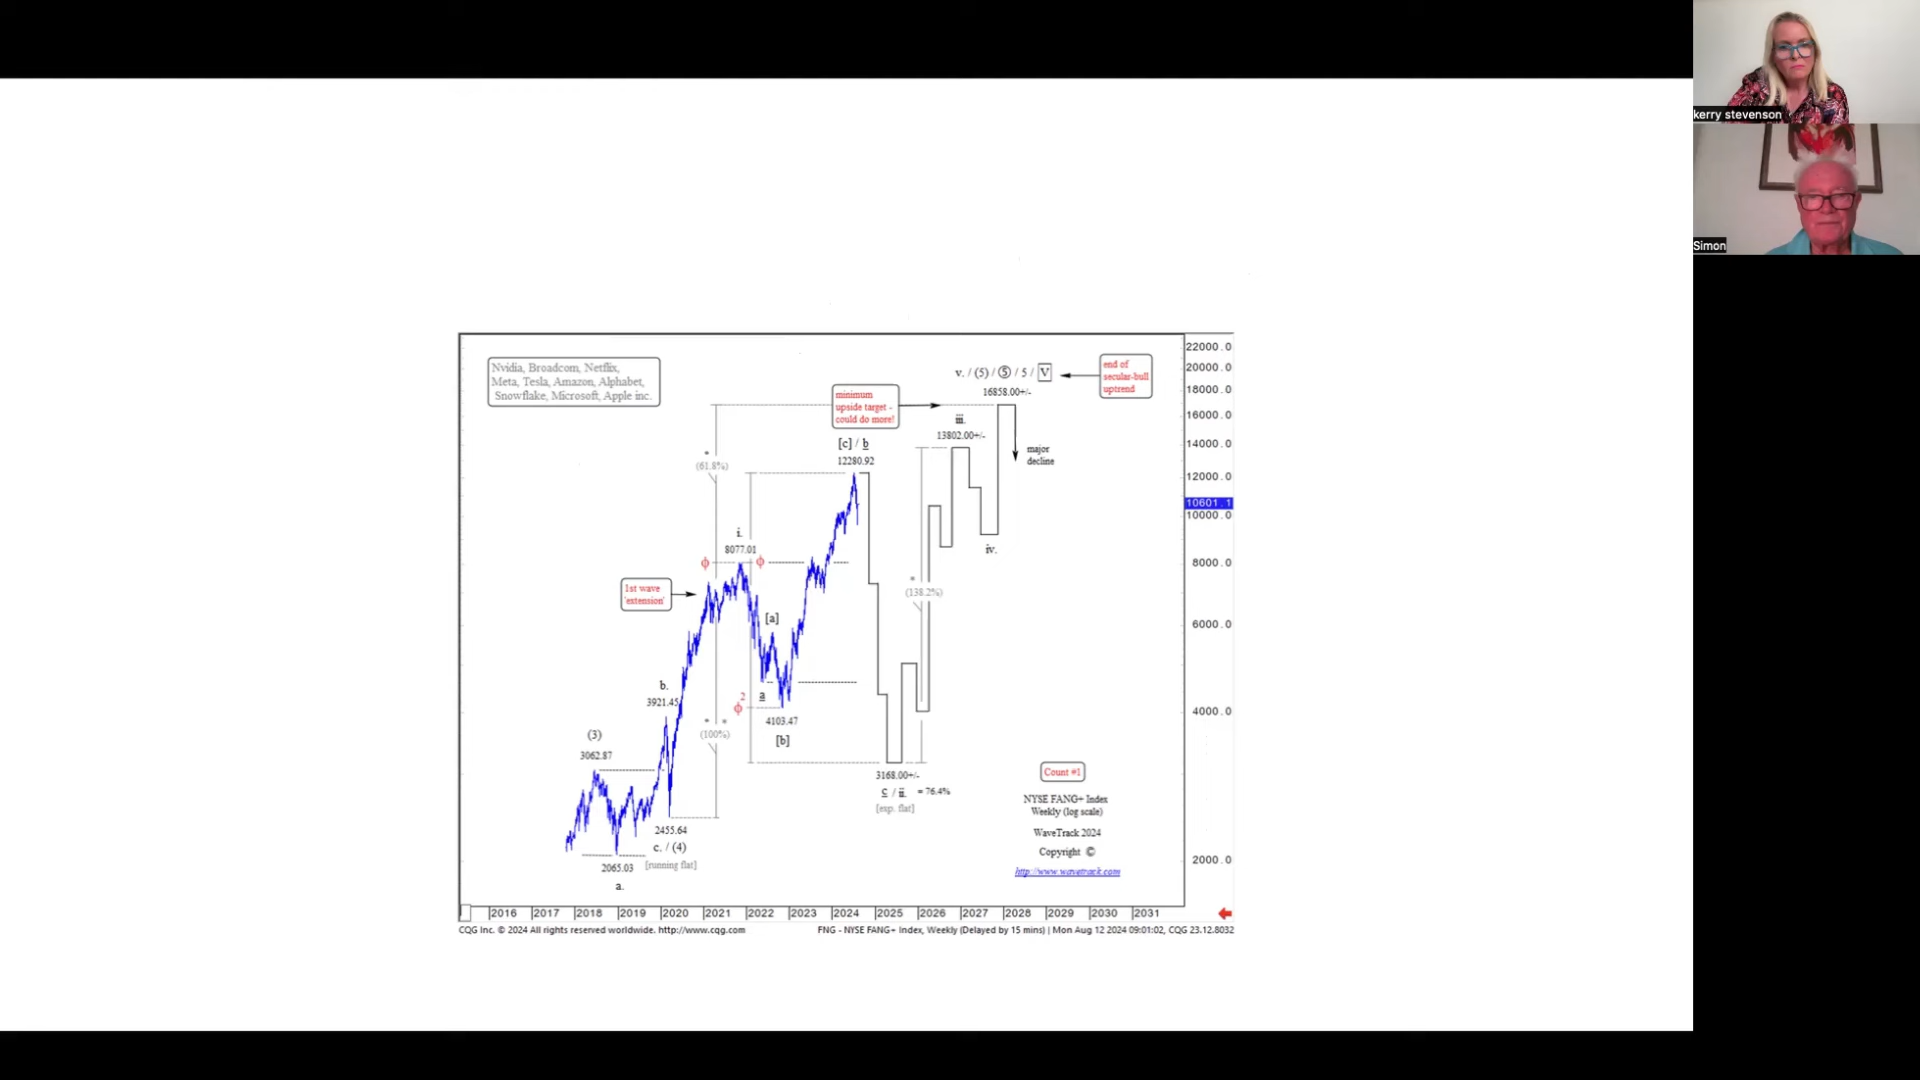 kerry stevenson
Simon
Nvidia, Broadcom, Netflix,
Meta, Tesla, Amazon, Alphabet,
Snowflake, Microsoft, Apple inc.
v. / (5) / ⑤ / 5 / V
16858.00+/-
end of
secular-bull
uptrend
minimum
upside target -
could do more!
iii.
13802.00+/-
[c] / b
12280.92
major
decline
(61.8%)
i.
8077.01
ϕ
ϕ
iv.
1st wave
'extension'
(138.2%)
[a]
b.
3921.45
a
ϕ 2
4103.47
[b]
(100%)
(3)
3062.87
3168.00+/-
c / ii. = 76.4%
[exp. flat]
2455.64
c. / (4)
[running flat]
2065.03
a.
Count #1
NYSE FANG+ Index
Weekly (log scale)
WaveTrack 2024
Copyright ©
http://www.wavetrack.com
22000.0
20000.0
18000.0
16000.0
14000.0
12000.0
10601.1
10000.0
8000.0
6000.0
4000.0
2000.0
2016 2017 2018 2019 2020 2021 2022 2023 2024 2025 2026 2027 2028 2029 2030 2031
CQG Inc. © 2024 All rights reserved worldwide. http://www.cqg.com
FNG - NYSE FANG+ Index, Weekly (Delayed by 15 mins) | Mon Aug 12 2024 09:01:02, CQG 23.12.8032